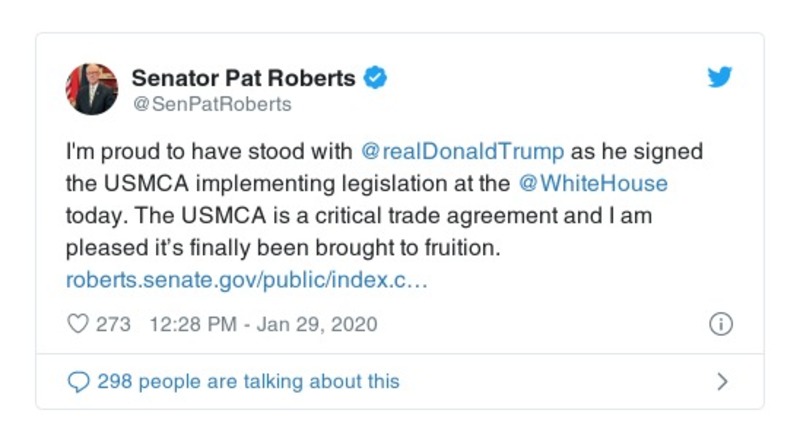 Senator Pat Roberts
@SenPatRoberts
I'm proud to have stood with @realDonaldTrump as he signed
the USMCA implementing legislation at the @WhiteHouse
today. The USMCA is a critical trade agreement and I am
pleased it’s finally been brought to fruition.
roberts.senate.gov/public/index.c…
273 12:28 PM - Jan 29, 2020
298 people are talking about this